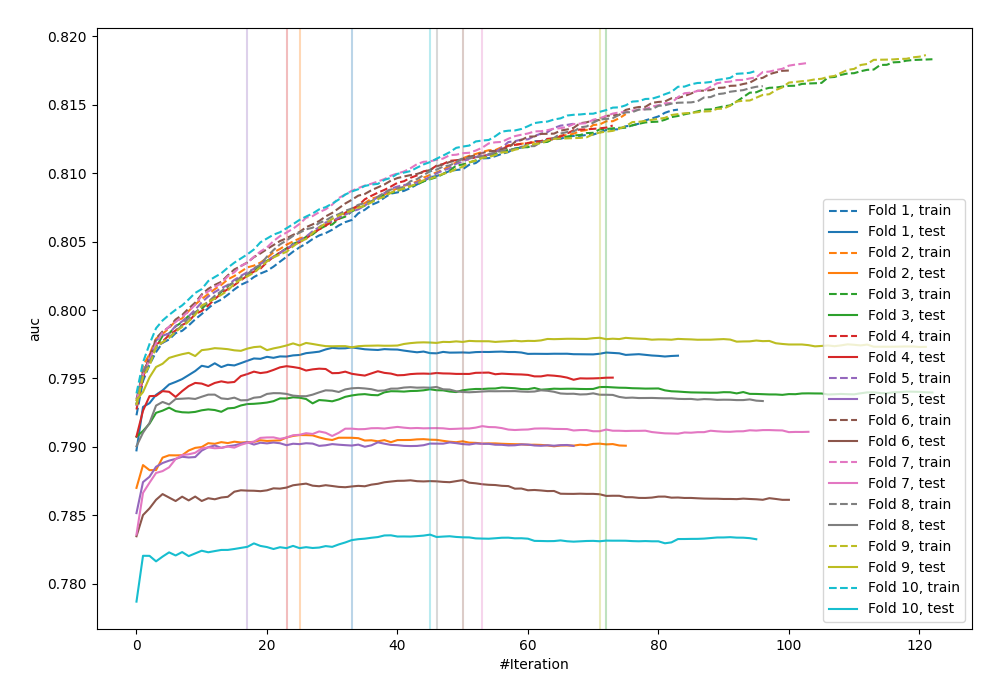 0.820
0.815
0.810
0.805
0.800
0.795
0.790
0.785
0.780
auc
0
20
40
60
80
100
120
#Iteration
Fold 1, train
Fold 1, test
Fold 2, train
Fold 2, test
Fold 3, train
Fold 3, test
Fold 4, train
Fold 4, test
Fold 5, train
Fold 5, test
Fold 6, train
Fold 6, test
Fold 7, train
Fold 7, test
Fold 8, train
Fold 8, test
Fold 9, train
Fold 9, test
Fold 10, train
Fold 10, test